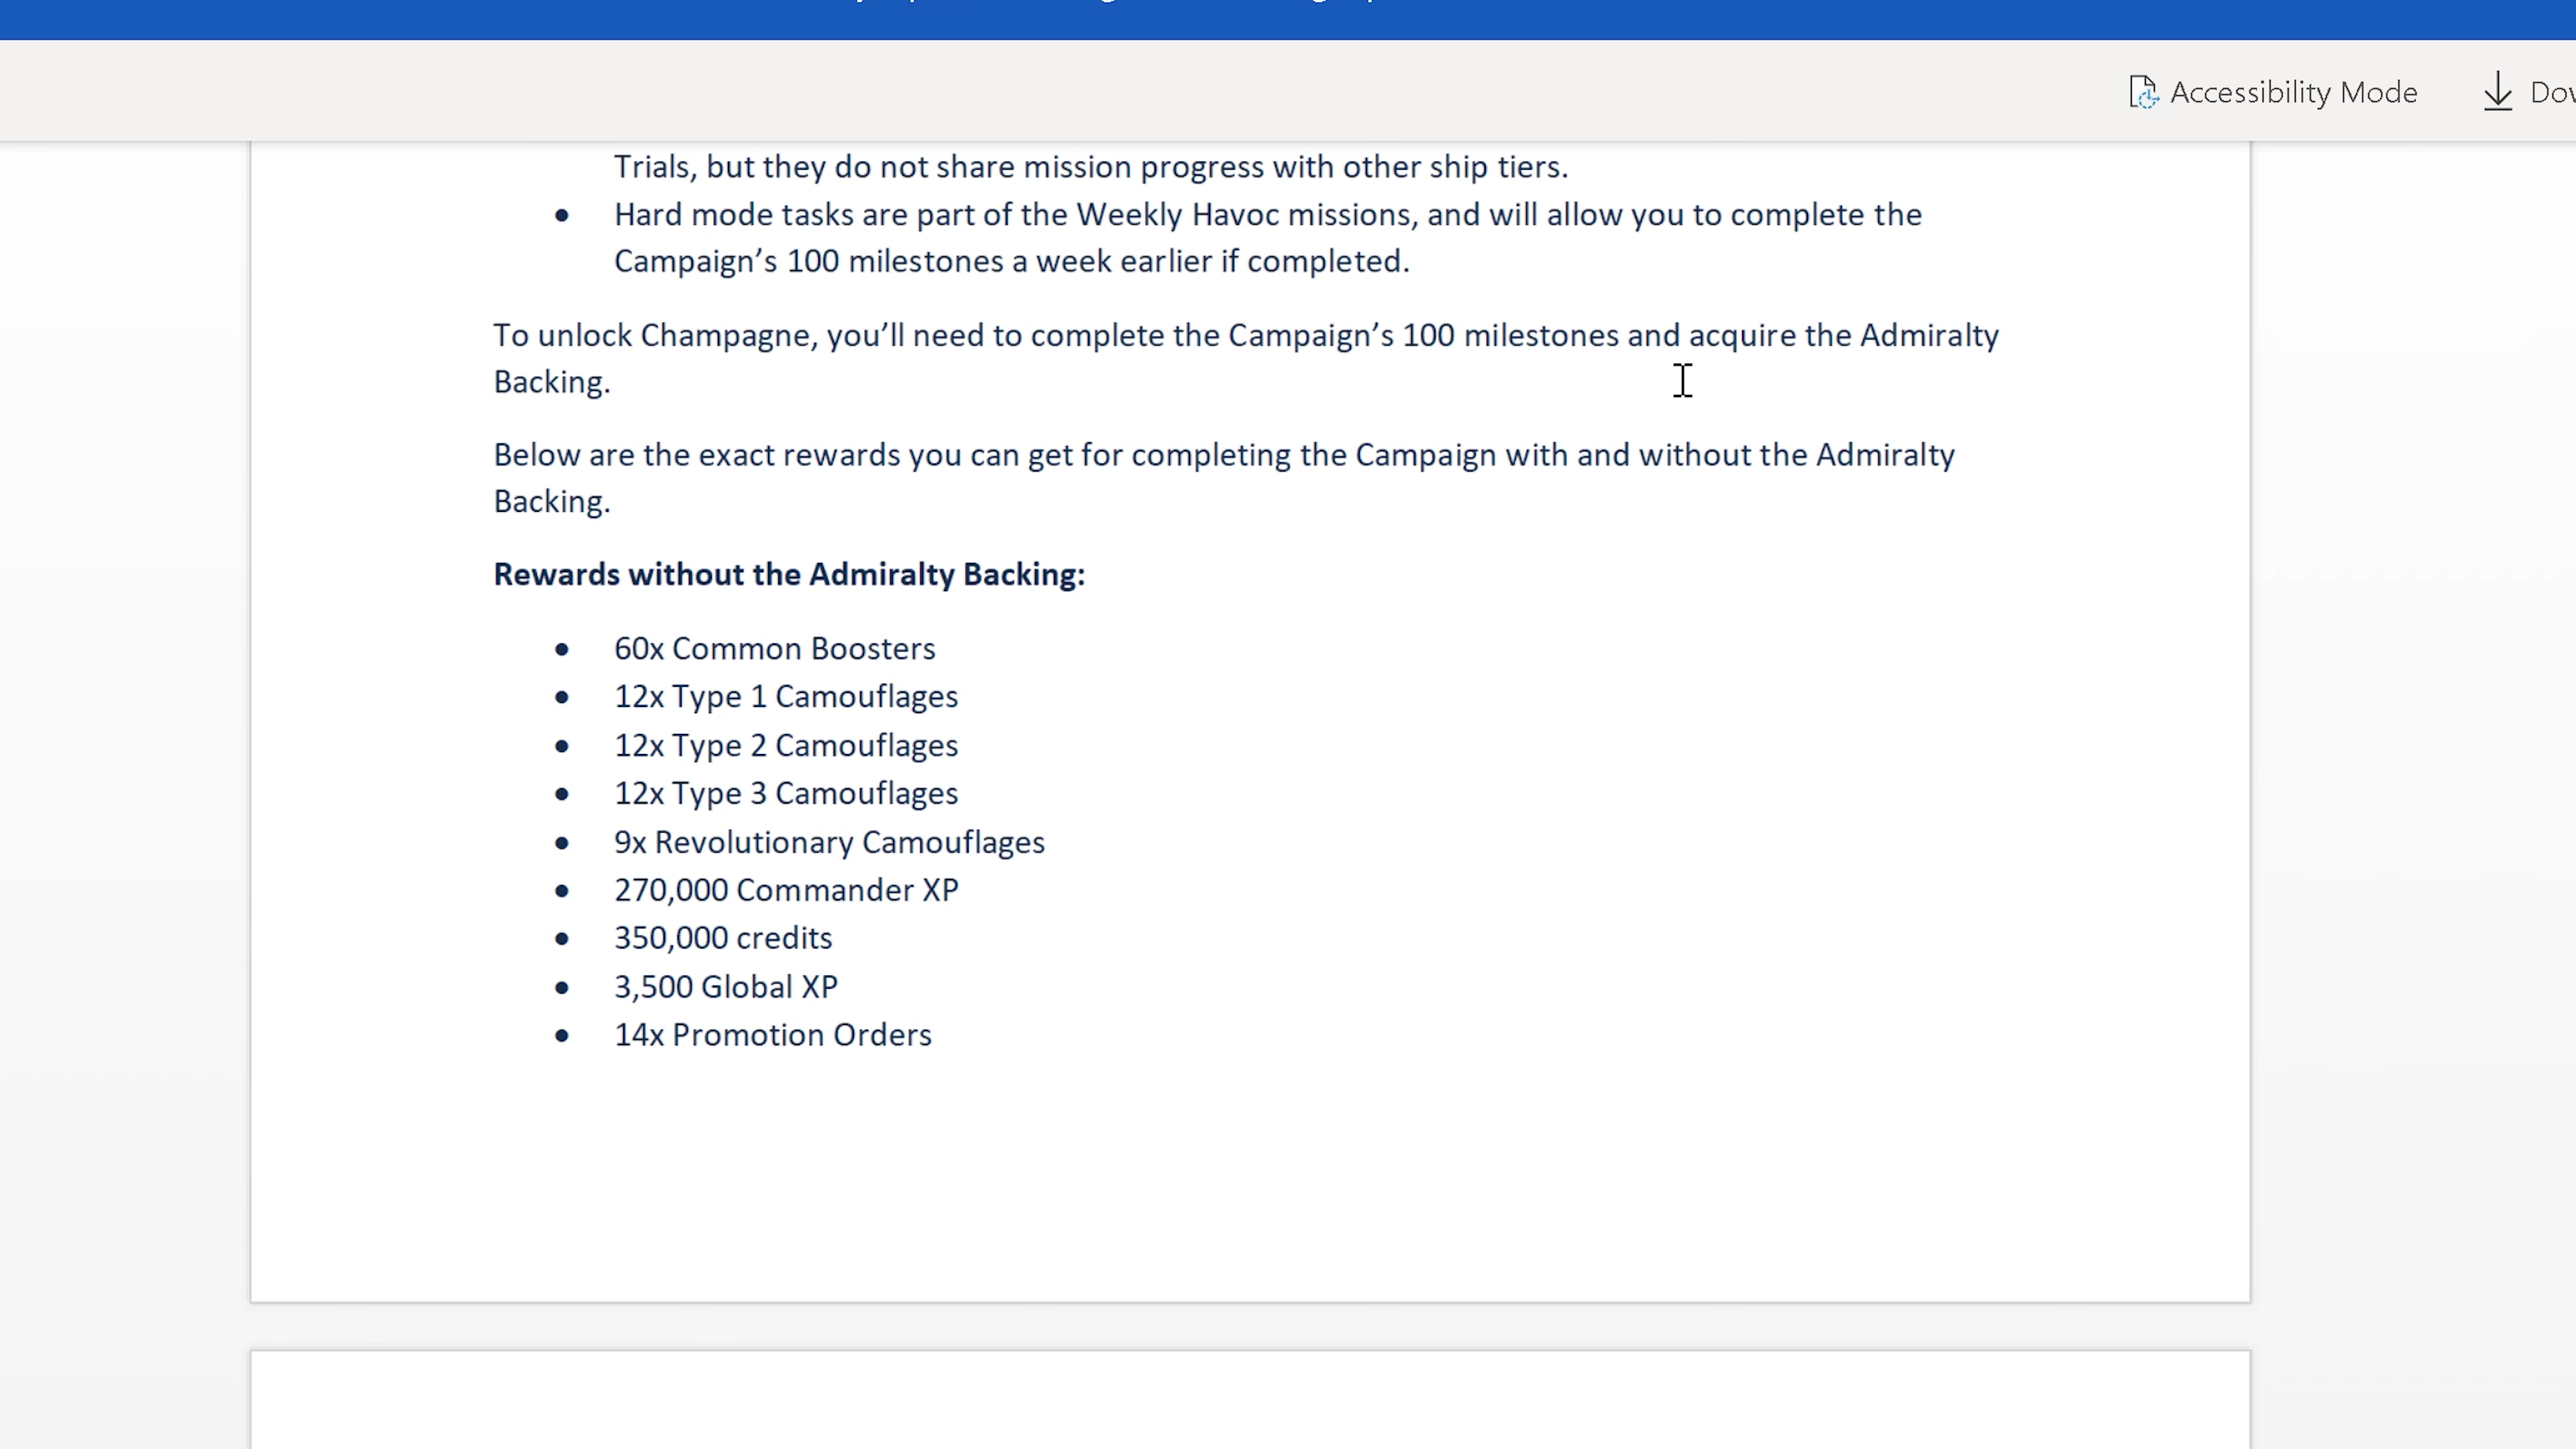 Accessibility Mode
Trials, but they do not share mission progress with other ship tiers.
• Hard mode tasks are part of the Weekly Havoc missions, and will allow you to complete the
Campaign’s 100 milestones a week earlier if completed.
To unlock Champagne, you’ll need to complete the Campaign’s 100 milestones and acquire the Admiralty
Backing.
Below are the exact rewards you can get for completing the Campaign with and without the Admiralty
Backing.
Rewards without the Admiralty Backing:
• 60x Common Boosters
• 12x Type 1 Camouflages
• 12x Type 2 Camouflages
• 12x Type 3 Camouflages
• 9x Revolutionary Camouflages
• 270,000 Commander XP
• 350,000 credits
• 3,500 Global XP
• 14x Promotion Orders